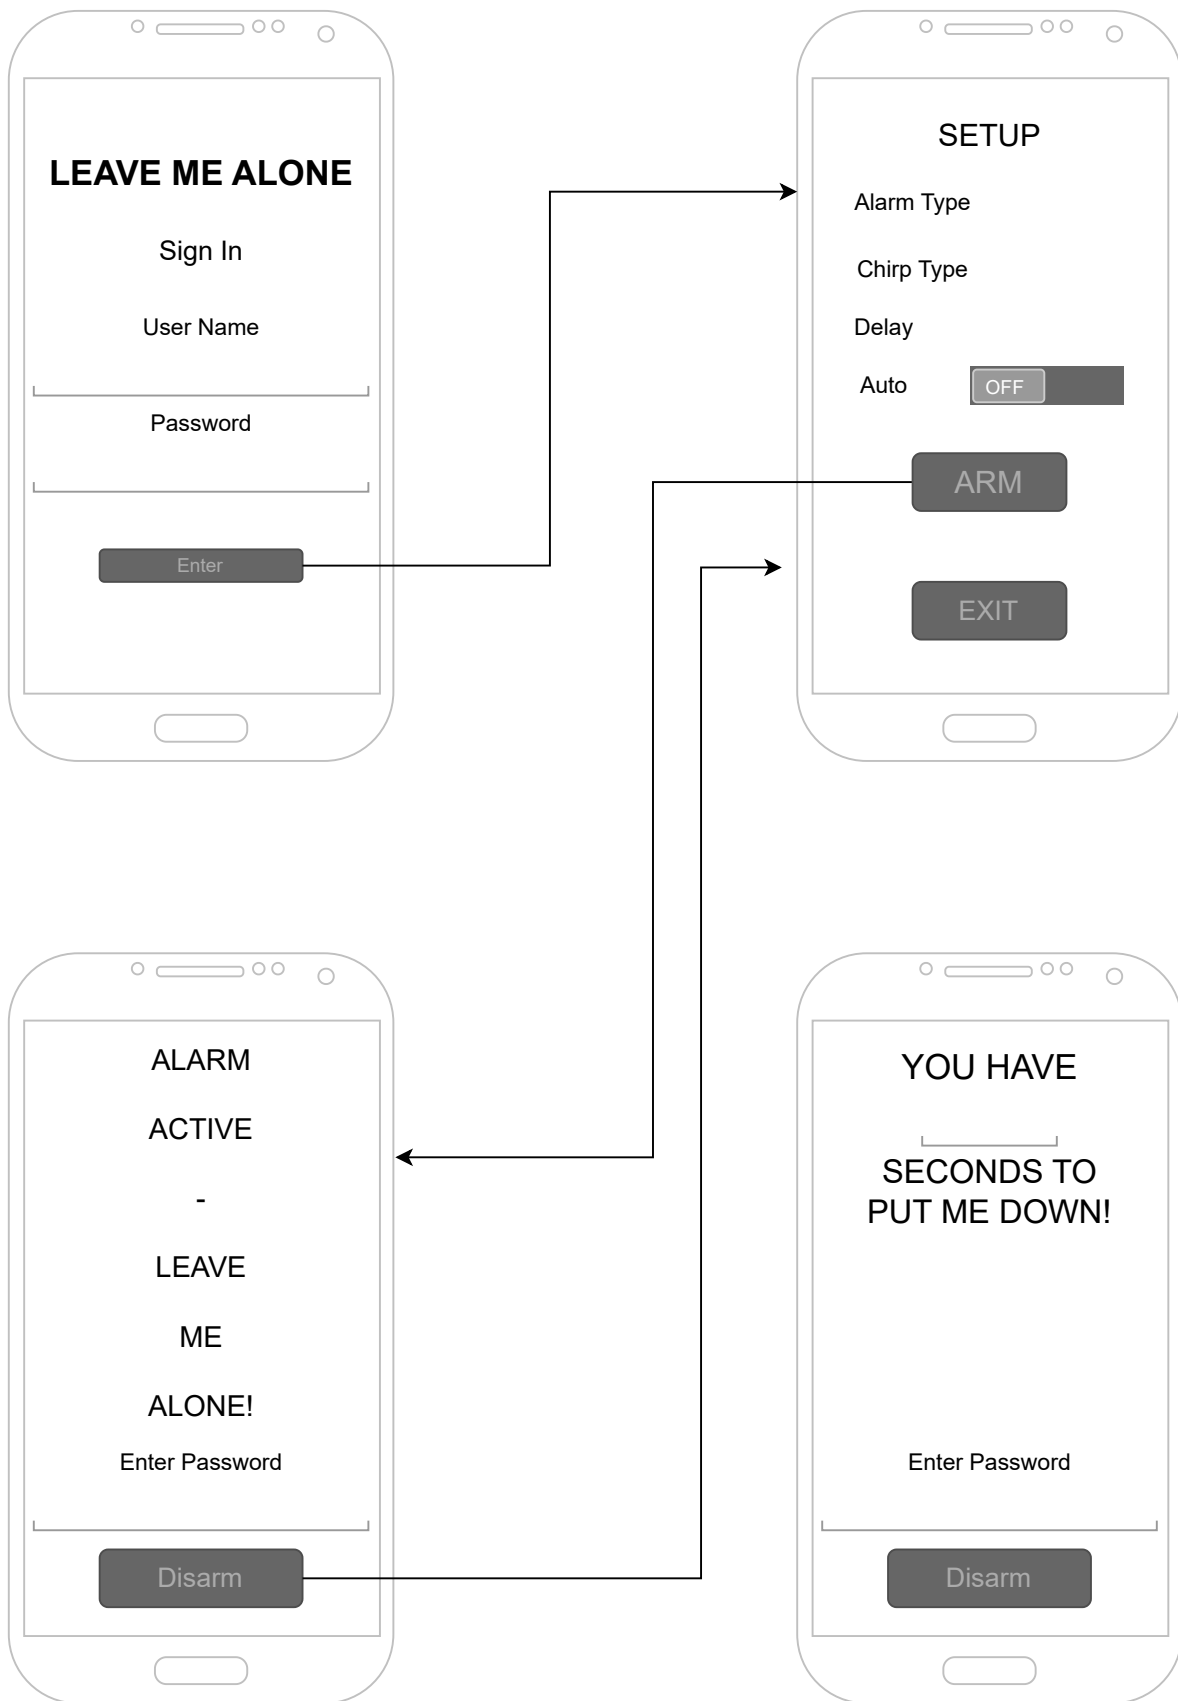 LEAVE ME ALONE
Sign In
User Name
Password
Enter
SETUP
Alarm Type
Chirp Type
Delay
Auto
OFF
ARM
EXIT
ALARM
ACTIVE
-
LEAVE
ME
ALONE!
Enter Password
Disarm
YOU HAVE
SECONDS TO
PUT ME DOWN!
Enter Password
Disarm